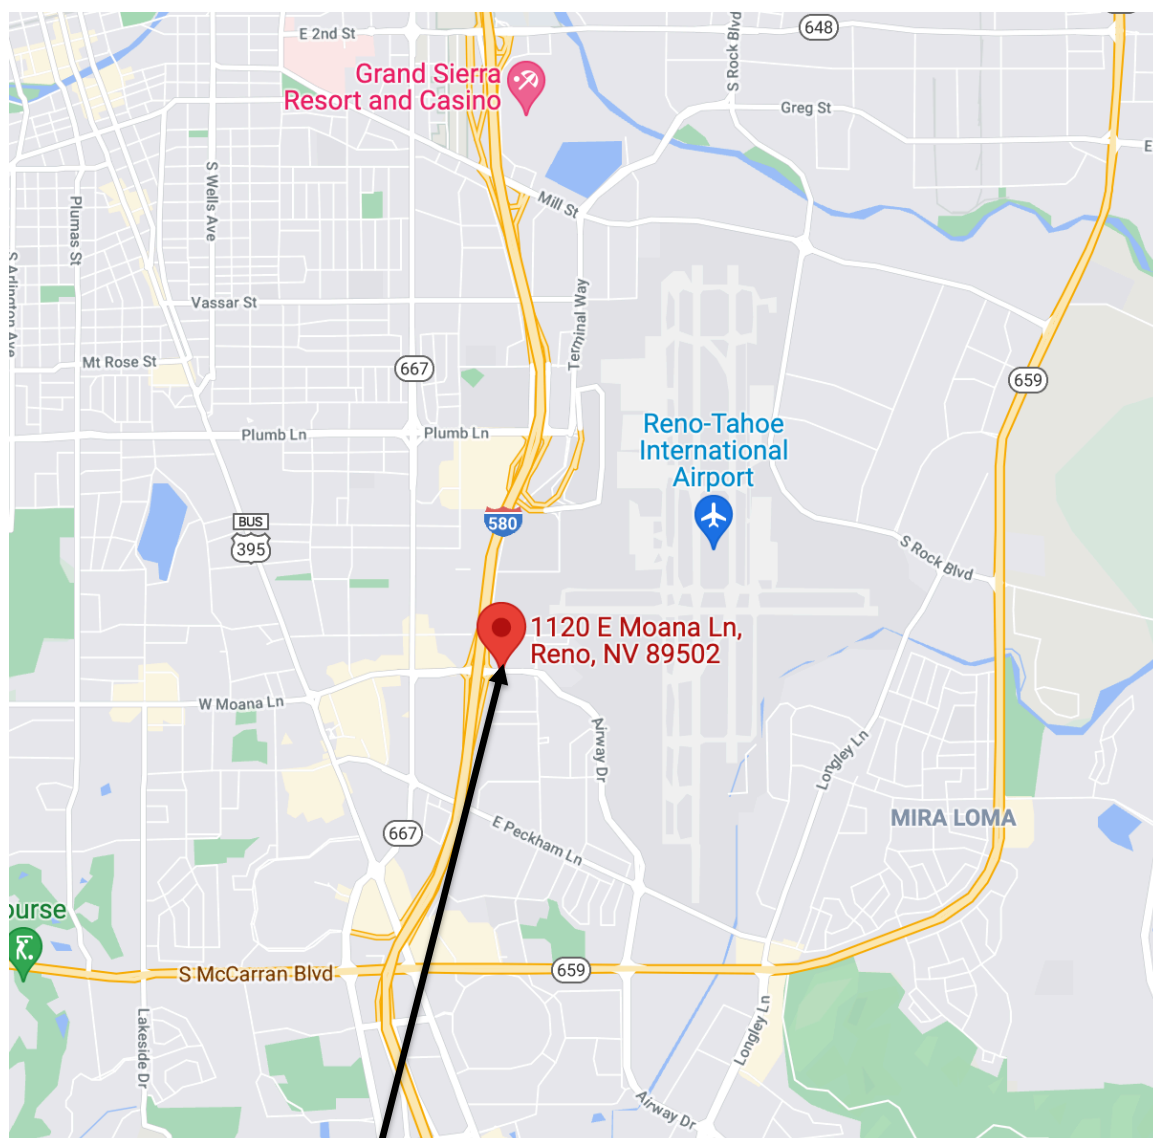 E 2nd St
648
S Rock Blvd
Grand Sierra
Resort and Casino
Greg St
E
S Wells Ave
Plumas St
S Arlington Ave
Mill St
Vassar St
Terminal Way
Mt Rose St
667
659
Plumb Ln
Plumb Ln
Reno-Tahoe
International
Airport
580
BUS
395
S Rock Blvd
1120 E Moana Ln,
Reno, NV 89502
W Moana Ln
Airway Dr
Longley Ln
MIRA LOMA
667
E Peckham Ln
ourse
S McCarran Blvd
659
Lakeside Dr
Longley Ln
Airway Dr